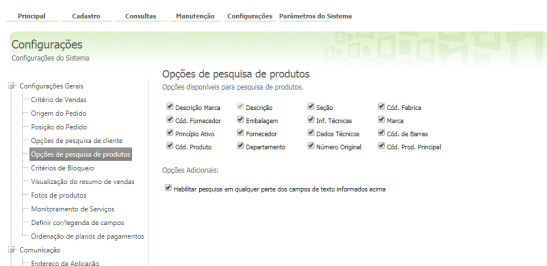 Principal Cadastro Consultas Manutenção Configurações Parâmetros do Sistema
Configurações
Configurações do Sistema
Configurações Gerais
Critério de Vendas
Origem do Pedido
Posição do Pedido
Opções de pesquisa de cliente
Opções de pesquisa de produtos
Critérios de Bloqueio
Visualização do resumo de vendas
Fotos de produtos
Monitoramento de Serviços
Definir cor/legenda de campos
Ordenação de planos de pagamentos
Comunicação
Endereço da Aplicação
Opções de pesquisa de produtos
Opções disponíveis para pesquisa de produtos.
Descrição Marca Descrição Seção Cód. Fabrica
Cód. Fornecedor Embalagem Inf. Técnicas Marca
Princípio Ativo Fornecedor Dados Técnicos Cód. de Barras
Cód. Produto Departamento Número Original Cód. Prod. Principal
Opções Adicionais:
Habilitar pesquisa em qualquer parte dos campos de texto informados acima